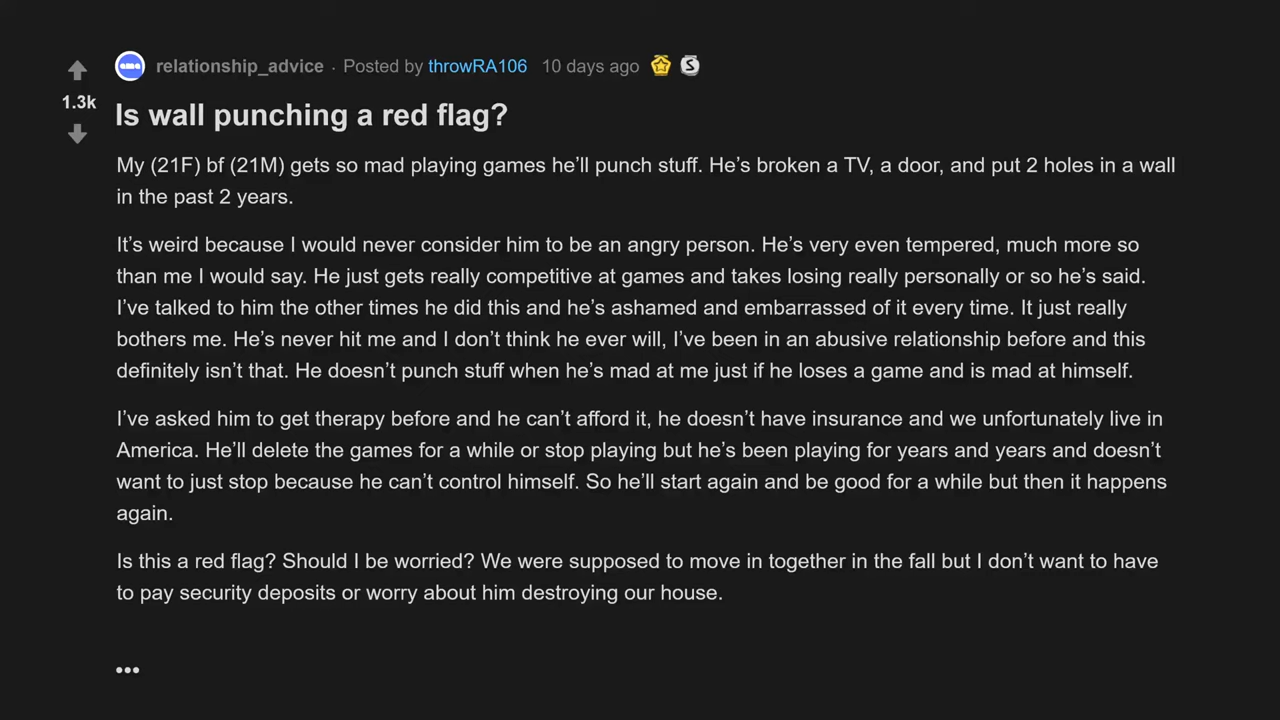 relationship_advice · Posted by throwRA106 10 days ago
1.3k
Is wall punching a red flag?
My (21F) bf (21M) gets so mad playing games he’ll punch stuff. He’s broken a TV, a door, and put 2 holes in a wall
in the past 2 years.
It’s weird because I would never consider him to be an angry person. He’s very even tempered, much more so
than me I would say. He just gets really competitive at games and takes losing really personally or so he’s said.
I’ve talked to him the other times he did this and he’s ashamed and embarrassed of it every time. It just really
bothers me. He’s never hit me and I don’t think he ever will, I’ve been in an abusive relationship before and this
definitely isn’t that. He doesn’t punch stuff when he’s mad at me just if he loses a game and is mad at himself.
I’ve asked him to get therapy before and he can’t afford it, he doesn’t have insurance and we unfortunately live in
America. He’ll delete the games for a while or stop playing but he’s been playing for years and years and doesn’t
want to just stop because he can’t control himself. So he’ll start again and be good for a while but then it happens
again.
Is this a red flag? Should I be worried? We were supposed to move in together in the fall but I don’t want to have
to pay security deposits or worry about him destroying our house.